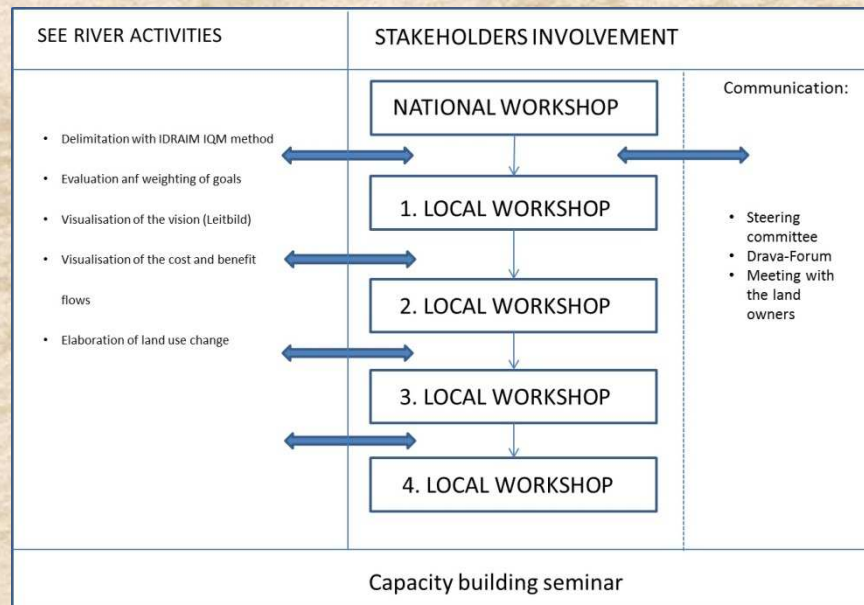 SEE RIVER ACTIVITIES
STAKEHOLDERS INVOLVEMENT
• Delimitation with IDRAIM IQM method
• Evaluation anf weighting of goals
• Visualisation of the vision (Leitbild)
• Visualisation of the cost and benefit
flows
• Elaboration of land use change
NATIONAL WORKSHOP
1. LOCAL WORKSHOP
2. LOCAL WORKSHOP
3. LOCAL WORKSHOP
4. LOCAL WORKSHOP
Communication:
• Steering
committee
• Drava-Forum
• Meeting with
the land
owners
Capacity building seminar